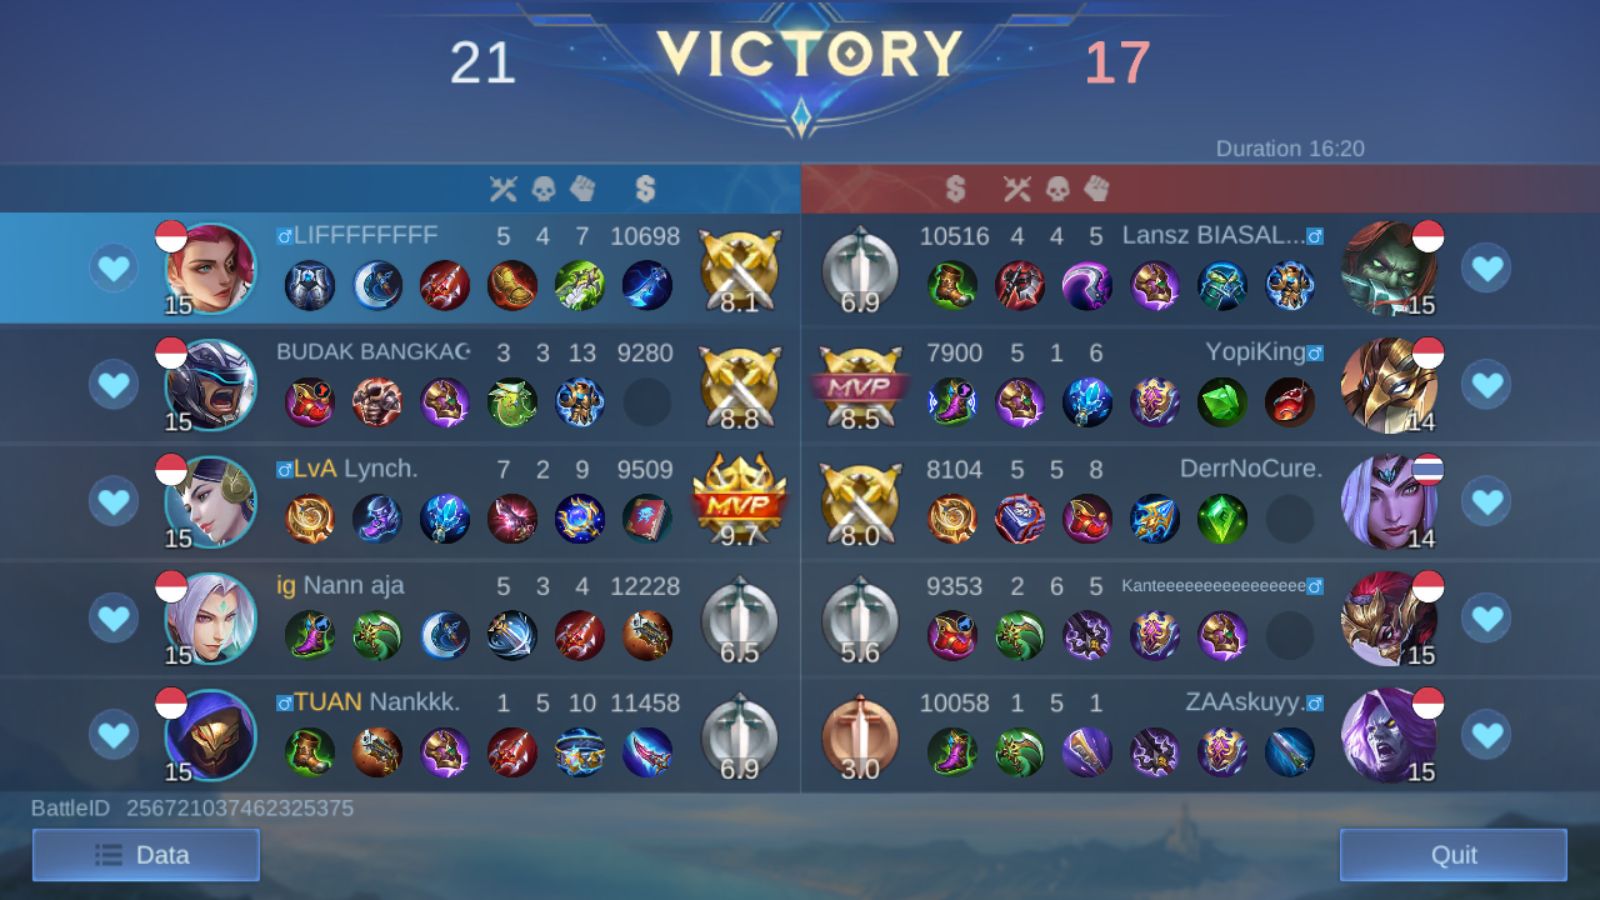 21 VICTORY 17
Duration 16:20
LIFFFFFFFF 5 4 7 10698
15 8.1
10516 4 4 5 Lansz BIASAL...
6.9 15
BUDAK BANGKA☪ 3 3 13 9280
15 8.8
7900 5 1 6 YopiKing
MVP 8.5 14
LvA Lynch. 7 2 9 9509
15 MVP 9.7
8104 5 5 8 DerrNoCure.
8.0 14
ig Nann aja 5 3 4 12228
15 6.5
9353 2 6 5 Kanteeeeeeeeeeeeeeee
5.6 15
TUAN Nankkk. 1 5 10 11458
15 6.9
10058 1 5 1 ZAAskuyy.
3.0 15
BattleID 256721037462325375
Data
Quit